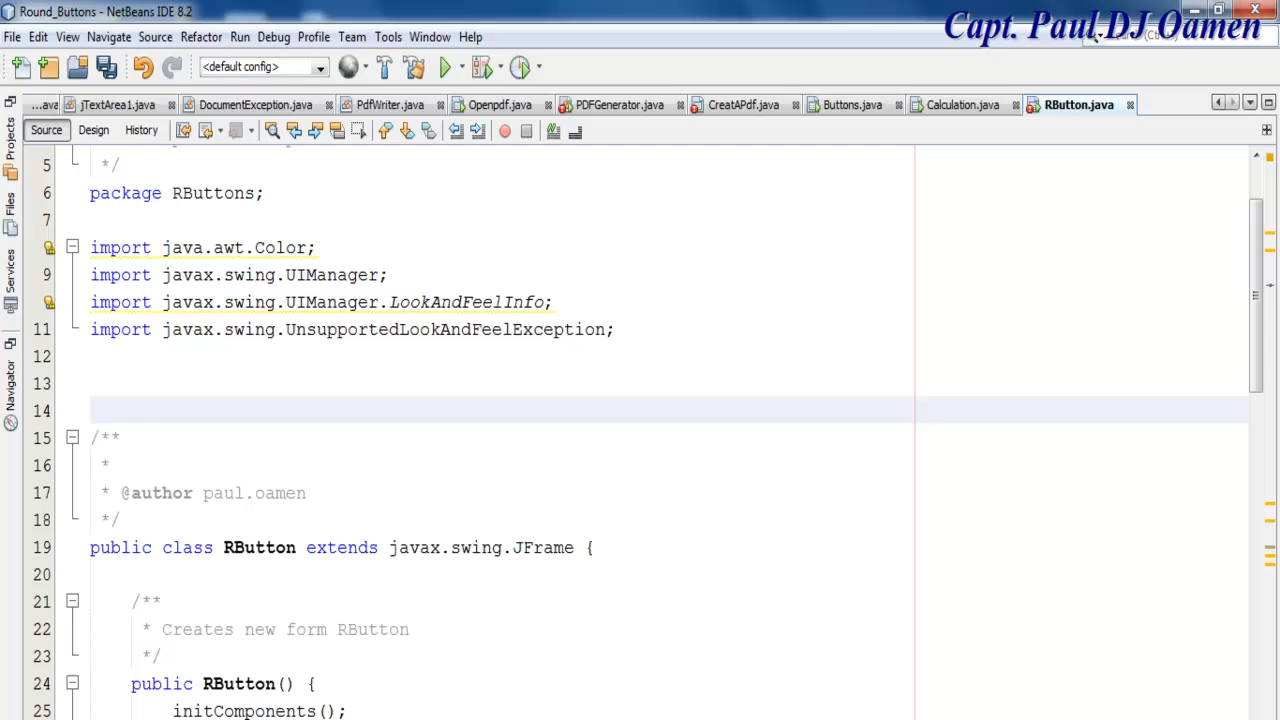 Round_Buttons - NetBeans IDE 8.2
Capt. Paul DJ Oamen
File Edit View Navigate Source Refactor Run Debug Profile Team Tools Window Help
<default config>
...ava jTextArea1.java DocumentException.java PdfWriter.java Openpdf.java PDFGenerator.java CreatAPdf.java Buttons.java Calculation.java RButton.java
Source Design History
Projects
Files
Services
Navigator
5 */
6 package RButtons;
7
import java.awt.Color;
9 import javax.swing.UIManager;
import javax.swing.UIManager.LookAndFeelInfo;
11 import javax.swing.UnsupportedLookAndFeelException;
12
13
14
15 /**
16 *
17 * @author paul.oamen
18 */
19 public class RButton extends javax.swing.JFrame {
20
21 /**
22 * Creates new form RButton
23 */
24 public RButton() {
25 initComponents();